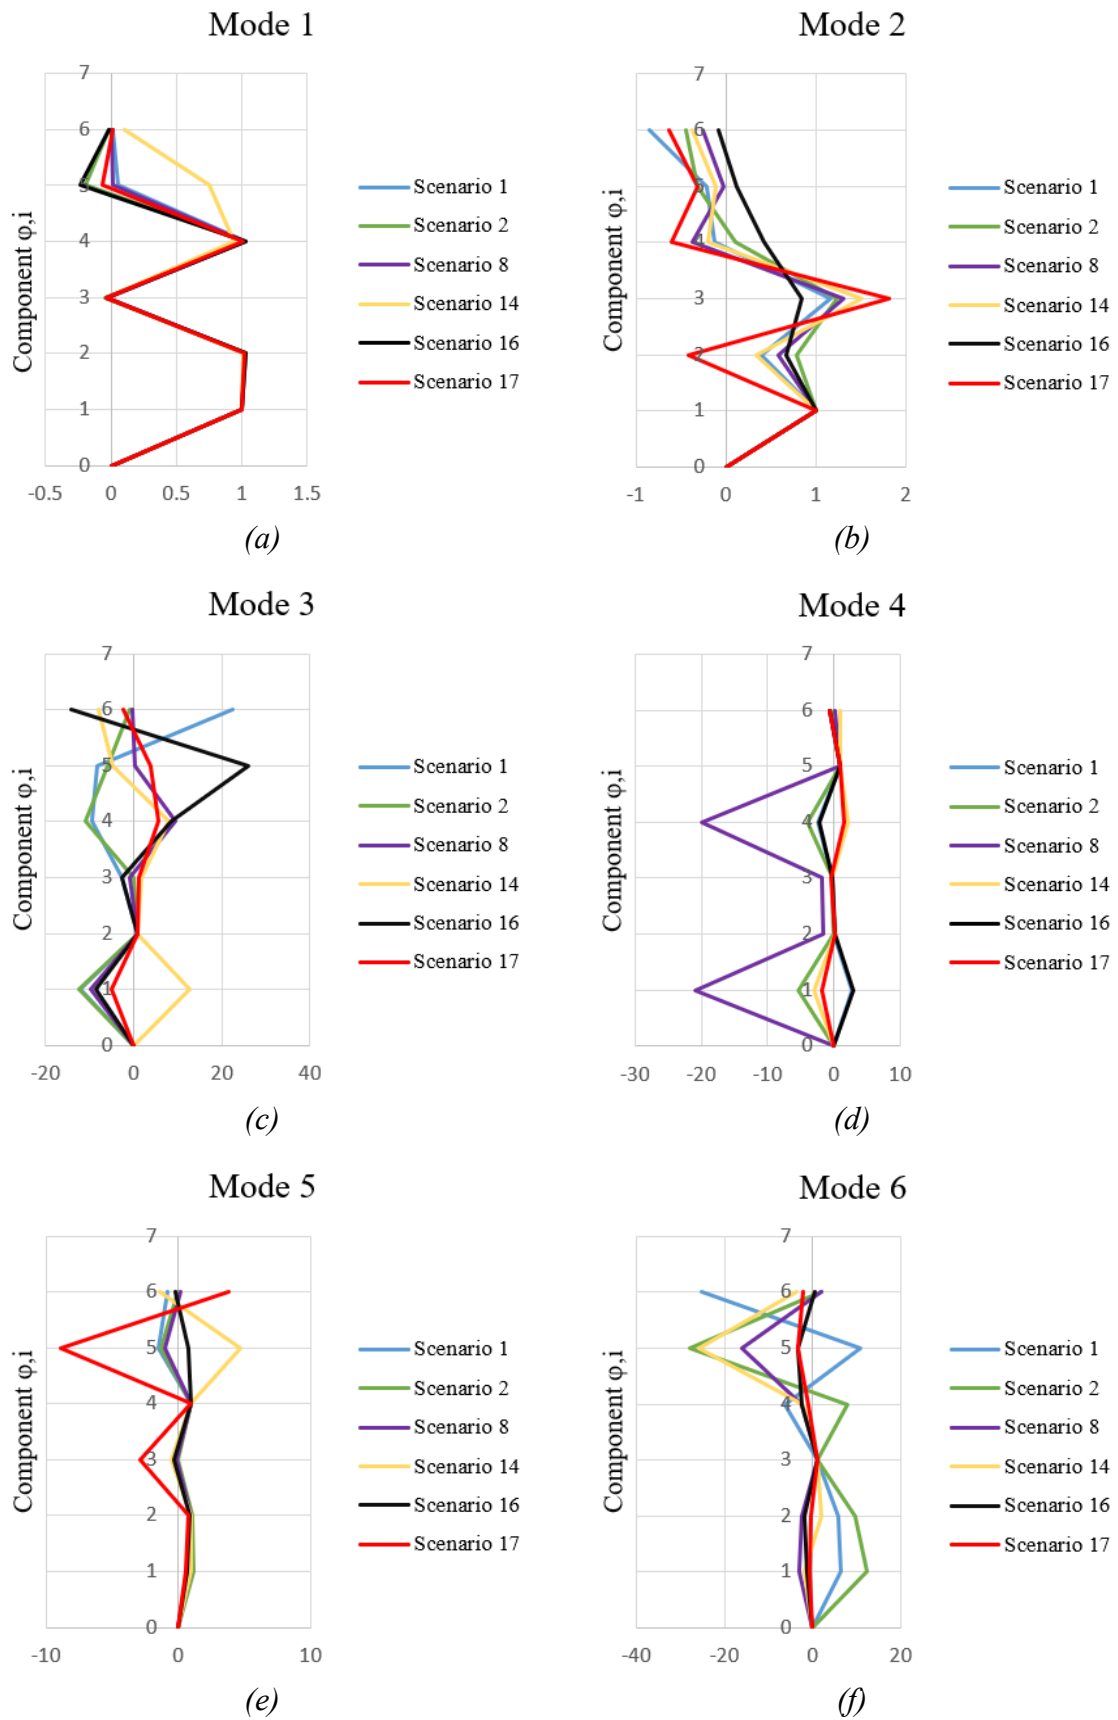 Mode 1
7
6
5
4
3
2
1
0
-0.5 0 0.5 1 1.5
Component φ,i
Scenario 1
Scenario 2
Scenario 8
Scenario 14
Scenario 16
Scenario 17
(a)
Mode 2
7
6
5
4
3
2
1
0
-1 0 1 2
Component φ,i
Scenario 1
Scenario 2
Scenario 8
Scenario 14
Scenario 16
Scenario 17
(b)
Mode 3
7
6
5
4
3
2
1
0
-20 0 20 40
Component φ,i
Scenario 1
Scenario 2
Scenario 8
Scenario 14
Scenario 16
Scenario 17
(c)
Mode 4
7
6
5
4
3
2
1
0
-30 -20 -10 0 10
Component φ,i
Scenario 1
Scenario 2
Scenario 8
Scenario 14
Scenario 16
Scenario 17
(d)
Mode 5
7
6
5
4
3
2
1
0
-10 0 10
Component φ,i
Scenario 1
Scenario 2
Scenario 8
Scenario 14
Scenario 16
Scenario 17
(e)
Mode 6
7
6
5
4
3
2
1
0
-40 -20 0 20
Component φ,i
Scenario 1
Scenario 2
Scenario 8
Scenario 14
Scenario 16
Scenario 17
(f)